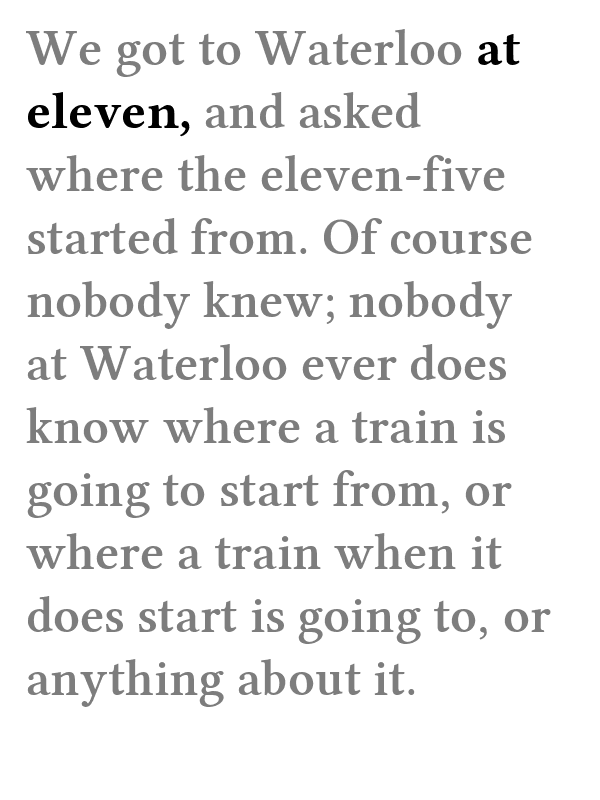 We got to Waterloo at
eleven, and asked
where the eleven-five
started from. Of course
nobody knew; nobody
at Waterloo ever does
know where a train is
going to start from, or
where a train when it
does start is going to, or
anything about it.